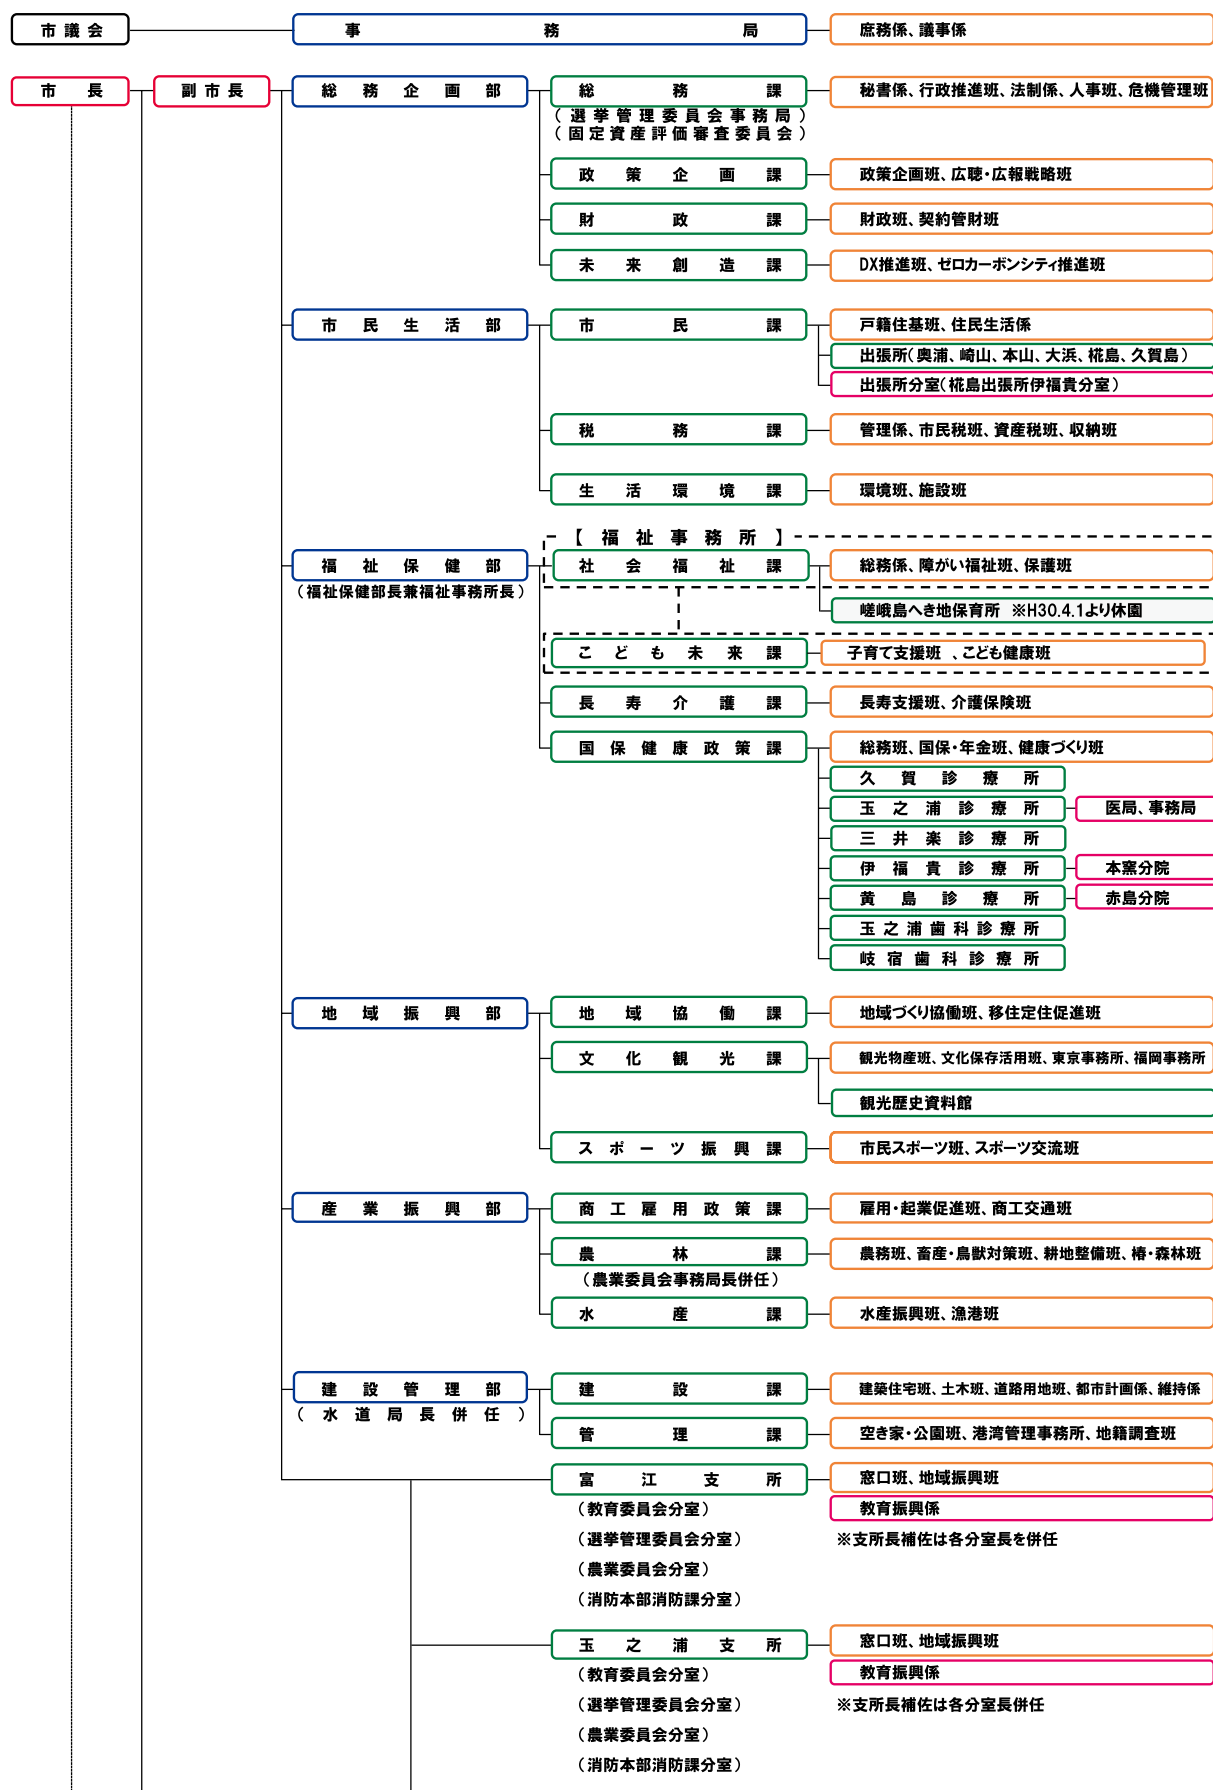 市議会 事務局 庶務係、議事係
市長 副市長 総務企画部 総務課 秘書係、行政推進班、法制係、人事班、危機管理班
（選挙管理委員会事務局）
（固定資産評価審査委員会）
政策企画課 政策企画班、広聴・広報戦略班
財政課 財政班、契約管財班
未来創造課 DX推進班、ゼロカーボンシティ推進班
市民生活部 市民課 戸籍住基班、住民生活係
出張所（奥浦、崎山、本山、大浜、椛島、久賀島）
出張所分室（椛島出張所伊福貴分室）
税務課 管理係、市民税班、資産税班、収納班
生活環境課 環境班、施設班
【福祉事務所】
福祉保健部 社会福祉課 総務係、障がい福祉班、保護班
（福祉保健部長兼福祉事務所長）
嵯峨島へき地保育所 ※H30.4.1より休園
こども未来課 子育て支援班 、こども健康班
長寿介護課 長寿支援班、介護保険班
国保健康政策課 総務班、国保・年金班、健康づくり班
久賀診療所
玉之浦診療所 医局、事務局
三井楽診療所
伊福貴診療所 本窯分院
黄島診療所 赤島分院
玉之浦歯科診療所
岐宿歯科診療所
地域振興部 地域協働課 地域づくり協働班、移住定住促進班
文化観光課 観光物産班、文化保存活用班、東京事務所、福岡事務所
観光歴史資料館
スポーツ振興課 市民スポーツ班、スポーツ交流班
産業振興部 商工雇用政策課 雇用・起業促進班、商工交通班
農林課 農務班、畜産・鳥獣対策班、耕地整備班、椿・森林班
（農業委員会事務局長併任）
水産課 水産振興班、漁港班
建設管理部 建設課 建築住宅班、土木班、道路用地班、都市計画係、維持係
（水道局長併任）
管理課 空き家・公園班、港湾管理事務所、地籍調査班
富江支所 窓口班、地域振興班
（教育委員会分室） 教育振興係
（選挙管理委員会分室） ※支所長補佐は各分室長を併任
（農業委員会分室）
（消防本部消防課分室）
玉之浦支所 窓口班、地域振興班
（教育委員会分室） 教育振興係
（選挙管理委員会分室） ※支所長補佐は各分室長併任
（農業委員会分室）
（消防本部消防課分室）